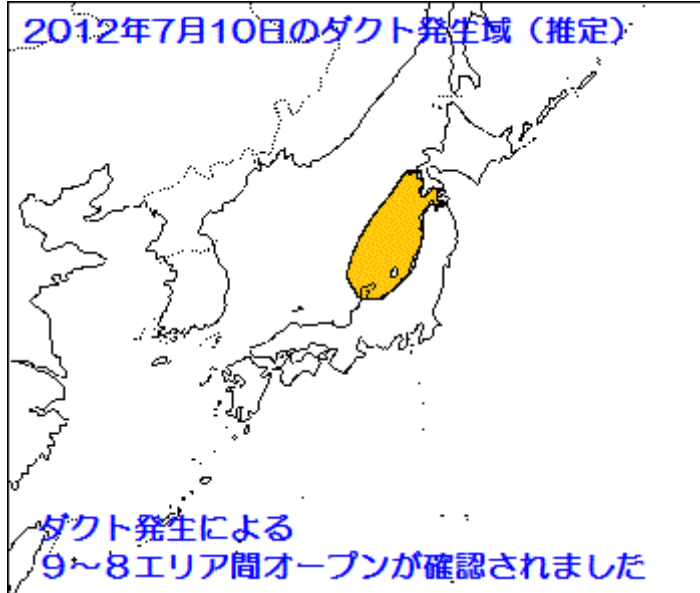 2012年7月10日のダクト発生域（推定）
ダクト発生による
９～８エリア間オープンが確認されました